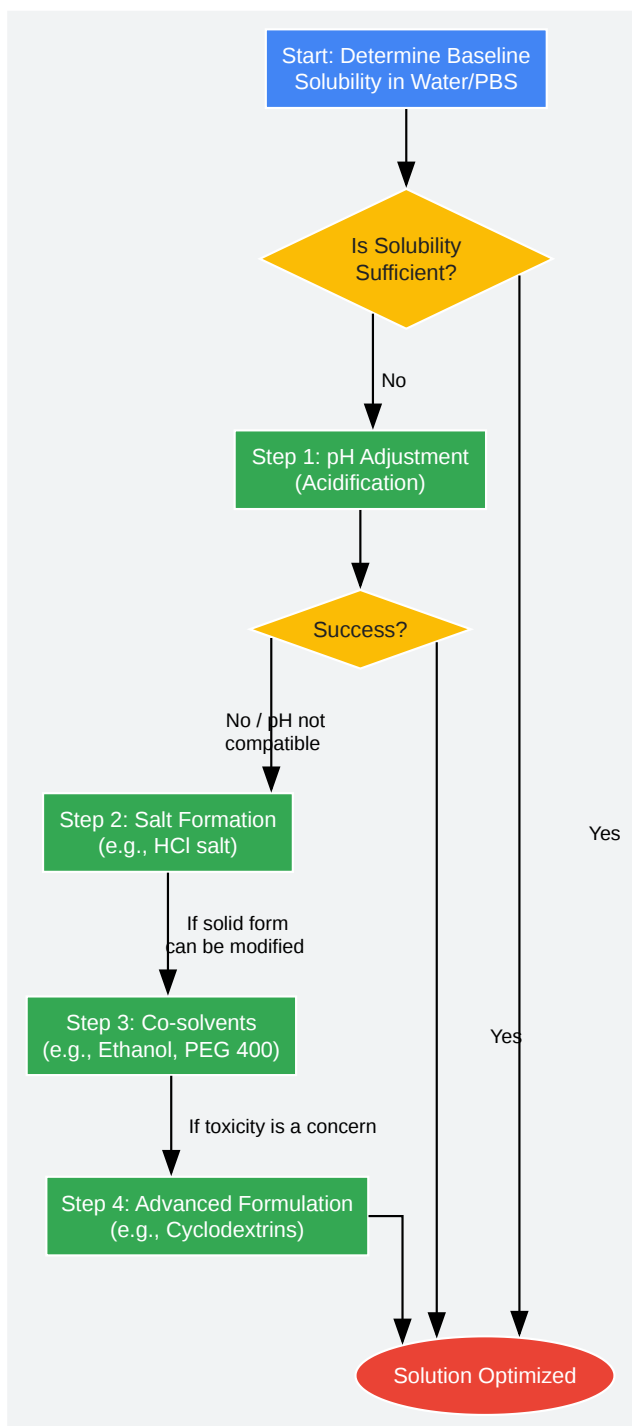 Start: Determine Baseline
Solubility in Water/PBS
Is Solubility
Sufficient?
No
Step 1: pH Adjustment
(Acidification)
Success?
No / pH not
compatible
Step 2: Salt Formation
(e.g., HCl salt)
Yes
If solid form
can be modified
Step 3: Co-solvents
(e.g., Ethanol, PEG 400)
Yes
If toxicity is a concern
Step 4: Advanced Formulation
(e.g., Cyclodextrins)
Solution Optimized